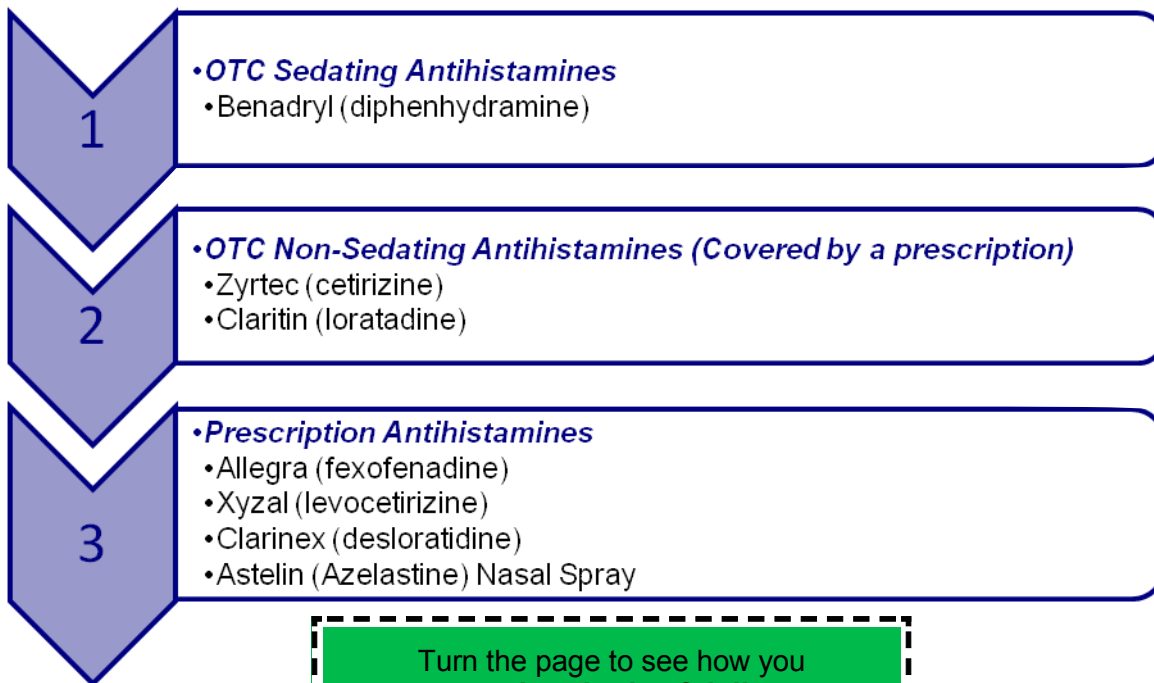 1
•OTC Sedating Antihistamines
•Benadryl (diphenhydramine)
2
•OTC Non-Sedating Antihistamines (Covered by a prescription)
•Zyrtec (cetirizine)
•Claritin (loratadine)
3
•Prescription Antihistamines
•Allegra (fexofenadine)
•Xyzal (levocetirizine)
•Clarinex (desloratidine)
•Astelin (Azelastine) Nasal Spray
Turn the page to see how you